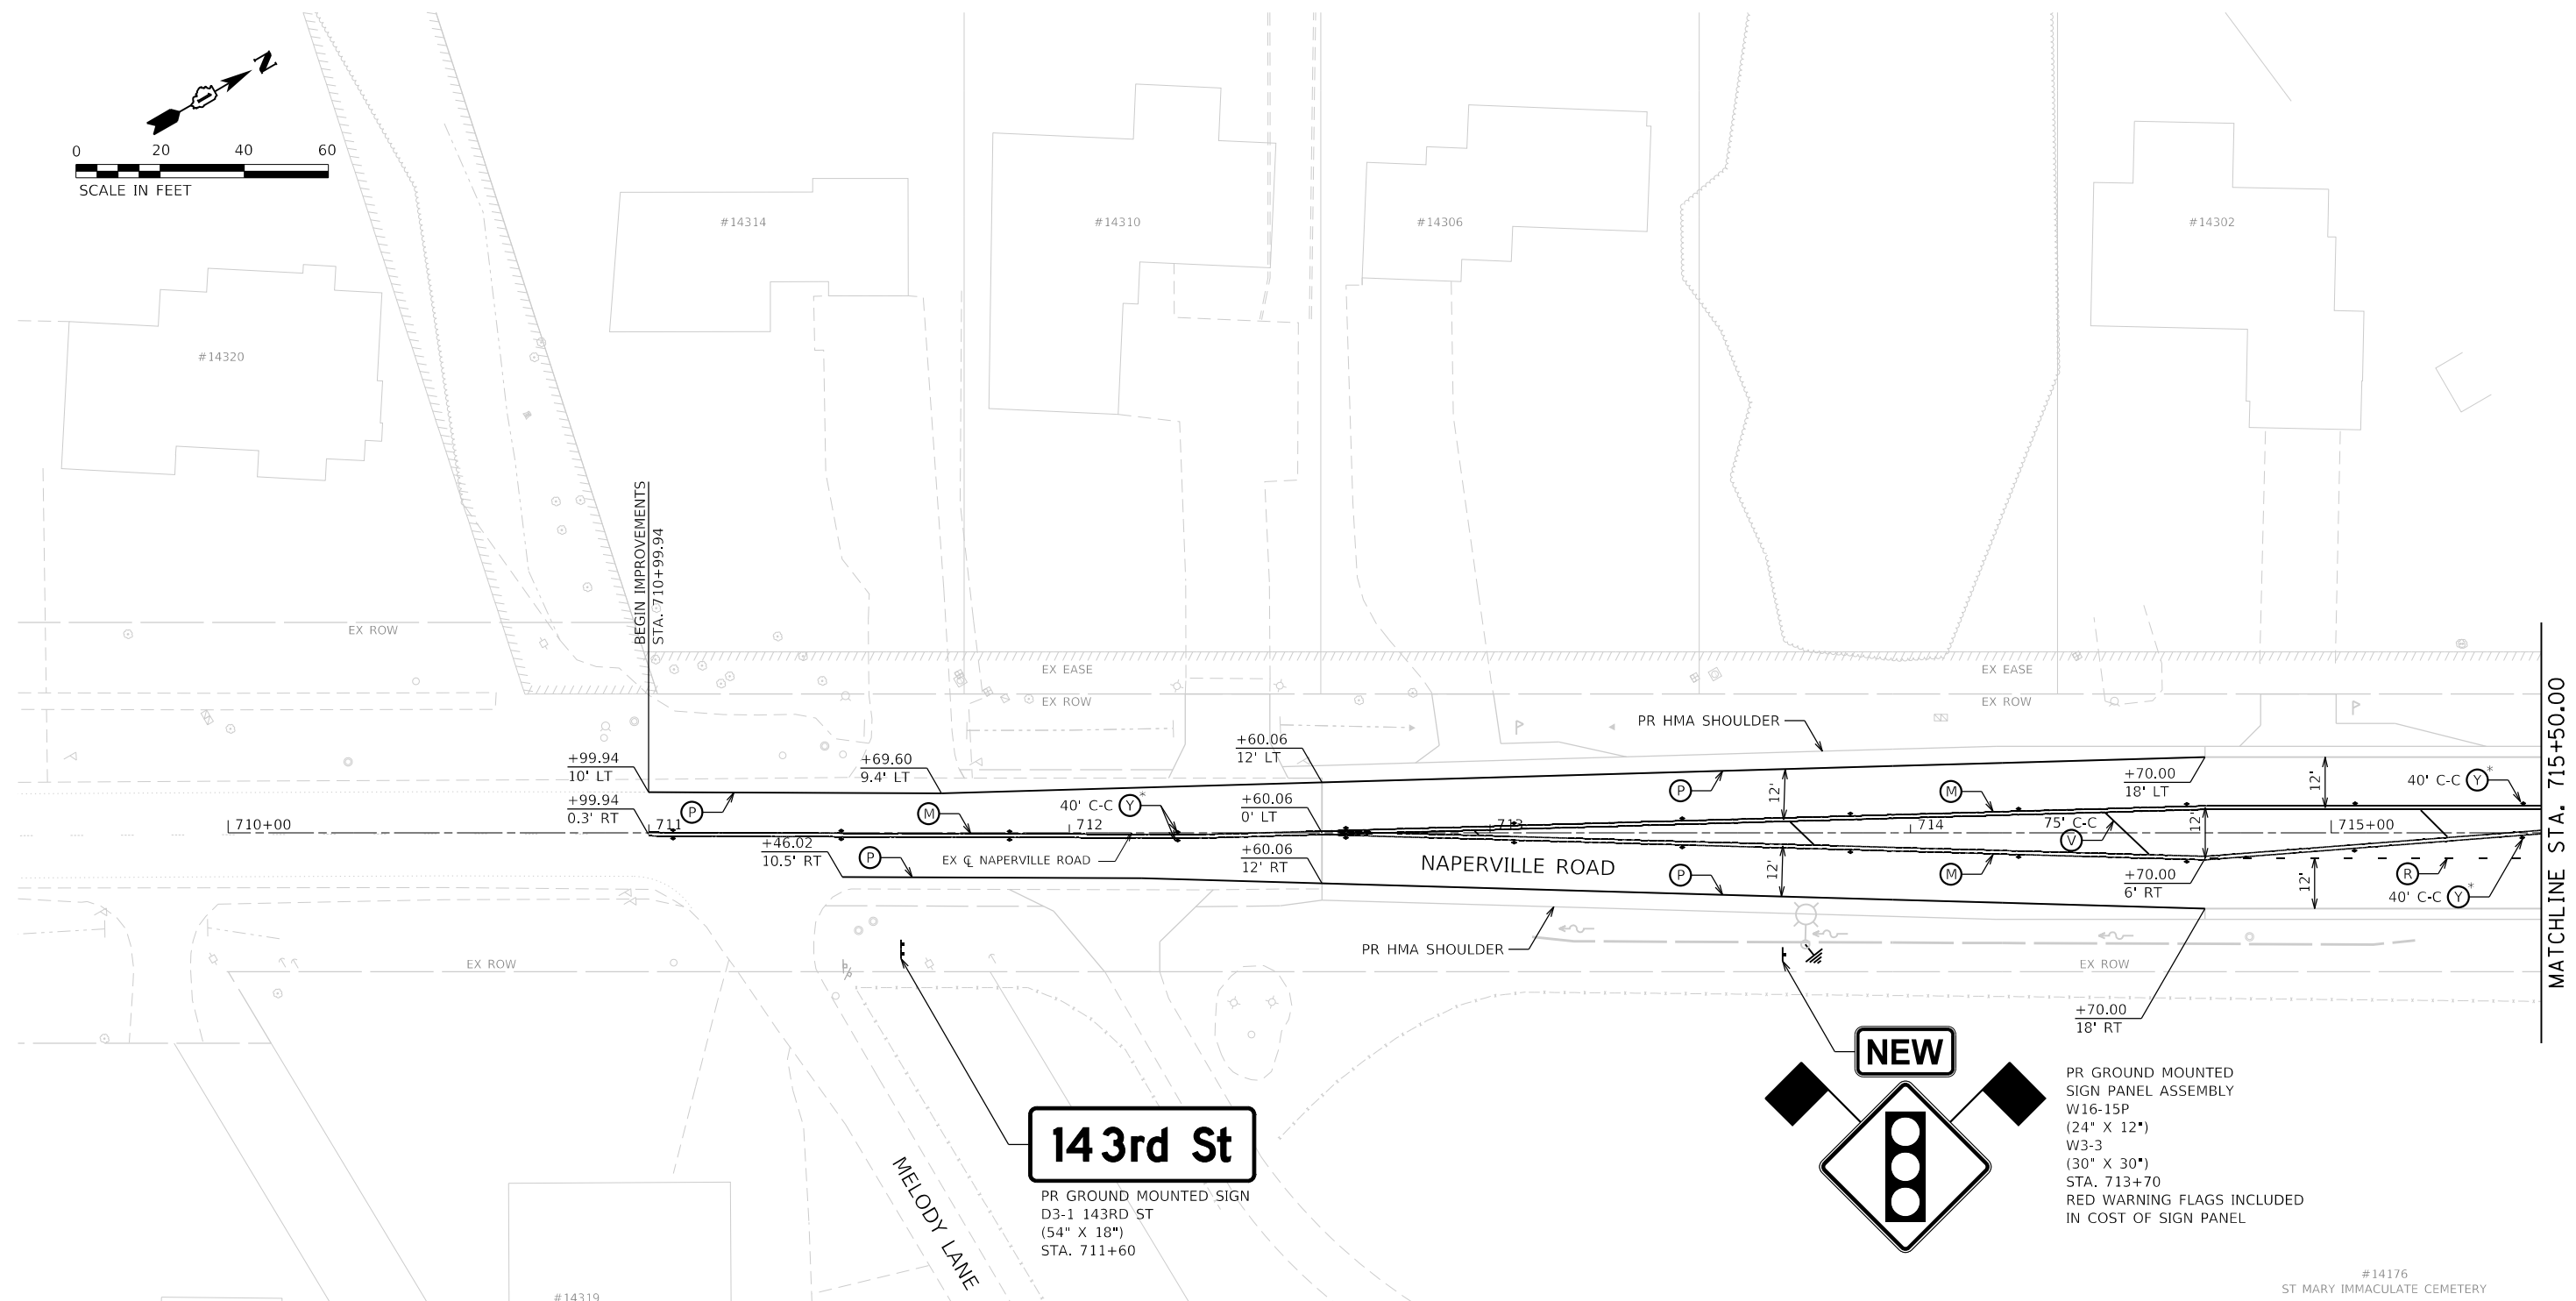 N
0 20 40 60
SCALE IN FEET
#14320
#14314
#14310
#14306
#14302
BEGIN IMPROVEMENTS
STA. 710+99.94
EX ROW
EX EASE
EX ROW
EX EASE
EX ROW
PR HMA SHOULDER
+99.94
10' LT
+69.60
9.4' LT
+60.06
12' LT
+70.00
18' LT
P
P
12'
M
12'
40' C-C Y*
+99.94
0.3' RT
M
40' C-C Y*
+60.06
0' LT
710+00
711
712
713
714
715+00
75' C-C
V
12'
+46.02
10.5' RT
P
EX ℄ NAPERVILLE ROAD
+60.06
12' RT
NAPERVILLE ROAD
P
12'
M
+70.00
6' RT
R
12'
40' C-C Y*
MATCHLINE STA. 715+50.00
PR HMA SHOULDER
EX ROW
EX ROW
+70.00
18' RT
NEW
143rd St
PR GROUND MOUNTED SIGN
D3-1 143RD ST
(54" X 18")
STA. 711+60
PR GROUND MOUNTED
SIGN PANEL ASSEMBLY
W16-15P
(24" X 12")
W3-3
(30" X 30")
STA. 713+70
RED WARNING FLAGS INCLUDED
IN COST OF SIGN PANEL
MELODY LANE
#14319
#14176
ST MARY IMMACULATE CEMETERY